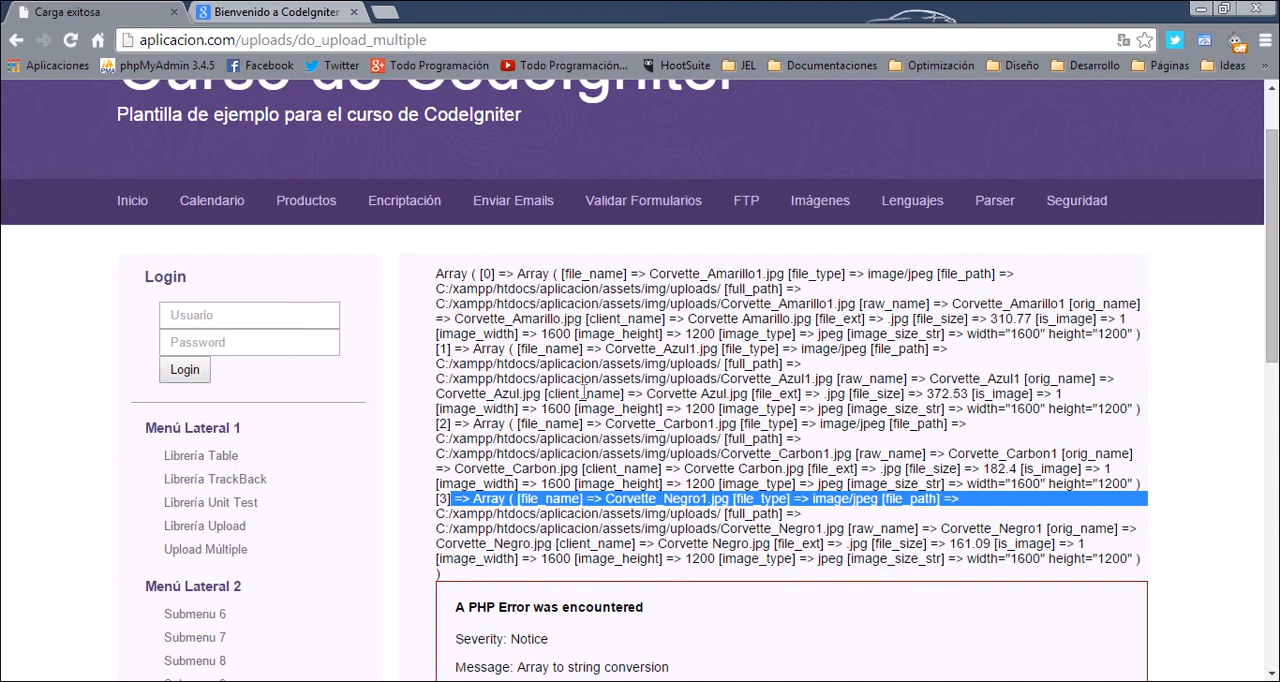 Carga exitosa
Bienvenido a CodeIgniter
aplicacion.com/uploads/do_upload_multiple
Aplicaciones phpMyAdmin 3.4.5 Facebook Twitter Todo Programación Todo Programación... HootSuite JEL Documentaciones Optimización Diseño Desarrollo Páginas Ideas »
off
Curso de CodeIgniter
Plantilla de ejemplo para el curso de CodeIgniter
Inicio Calendario Productos Encriptación Enviar Emails Validar Formularios FTP Imágenes Lenguajes Parser Seguridad
Login
Usuario
Password
Login
Menú Lateral 1
Librería Table
Librería TrackBack
Librería Unit Test
Librería Upload
Upload Múltiple
Menú Lateral 2
Submenu 6
Submenu 7
Submenu 8
Array ( [0] => Array ( [file_name] => Corvette_Amarillo1.jpg [file_type] => image/jpeg [file_path] =>
C:/xampp/htdocs/aplicacion/assets/img/uploads/ [full_path] =>
C:/xampp/htdocs/aplicacion/assets/img/uploads/Corvette_Amarillo1.jpg [raw_name] => Corvette_Amarillo1 [orig_name]
=> Corvette_Amarillo.jpg [client_name] => Corvette Amarillo.jpg [file_ext] => .jpg [file_size] => 310.77 [is_image] => 1
[image_width] => 1600 [image_height] => 1200 [image_type] => jpeg [image_size_str] => width="1600" height="1200" )
[1] => Array ( [file_name] => Corvette_Azul1.jpg [file_type] => image/jpeg [file_path] =>
C:/xampp/htdocs/aplicacion/assets/img/uploads/ [full_path] =>
C:/xampp/htdocs/aplicacion/assets/img/uploads/Corvette_Azul1.jpg [raw_name] => Corvette_Azul1 [orig_name] =>
Corvette_Azul.jpg [client_name] => Corvette Azul.jpg [file_ext] => .jpg [file_size] => 372.53 [is_image] => 1
[image_width] => 1600 [image_height] => 1200 [image_type] => jpeg [image_size_str] => width="1600" height="1200" )
[2] => Array ( [file_name] => Corvette_Carbon1.jpg [file_type] => image/jpeg [file_path] =>
C:/xampp/htdocs/aplicacion/assets/img/uploads/ [full_path] =>
C:/xampp/htdocs/aplicacion/assets/img/uploads/Corvette_Carbon1.jpg [raw_name] => Corvette_Carbon1 [orig_name]
=> Corvette_Carbon.jpg [client_name] => Corvette Carbon.jpg [file_ext] => .jpg [file_size] => 182.4 [is_image] => 1
[image_width] => 1600 [image_height] => 1200 [image_type] => jpeg [image_size_str] => width="1600" height="1200" )
[3] => Array ( [file_name] => Corvette_Negro1.jpg [file_type] => image/jpeg [file_path] =>
C:/xampp/htdocs/aplicacion/assets/img/uploads/ [full_path] =>
C:/xampp/htdocs/aplicacion/assets/img/uploads/Corvette_Negro1.jpg [raw_name] => Corvette_Negro1 [orig_name] =>
Corvette_Negro.jpg [client_name] => Corvette Negro.jpg [file_ext] => .jpg [file_size] => 161.09 [is_image] => 1
[image_width] => 1600 [image_height] => 1200 [image_type] => jpeg [image_size_str] => width="1600" height="1200" )
)
A PHP Error was encountered
Severity: Notice
Message: Array to string conversion